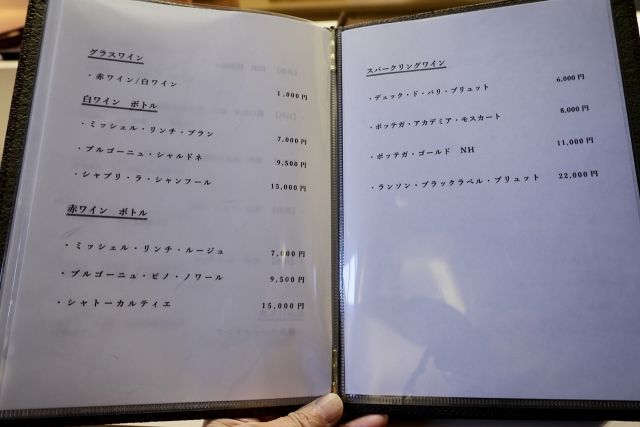 グラスワイン
・赤ワイン/白ワイン 1,000円
白ワイン ボトル
・ミッシェル・リンチ・ブラン 7,000円
・ブルゴーニュ・シャルドネ 9,500円
・シャブリ・ラ・シャンフール 15,000円
赤ワイン ボトル
・ミッシェル・リンチ・ルージュ 7,000円
・ブルゴーニュ・ピノ・ノワール 9,500円
・シャトーカルティエ 15,000円
スパークリングワイン
・デュック・ド・パリ・ブリュット 6,000円
・ボッテガ・アカデミア・モスカート 8,000円
・ボッテガ・ゴールド NH 11,000円
・ランソン・ブラックラベル・ブリュット 22,000円